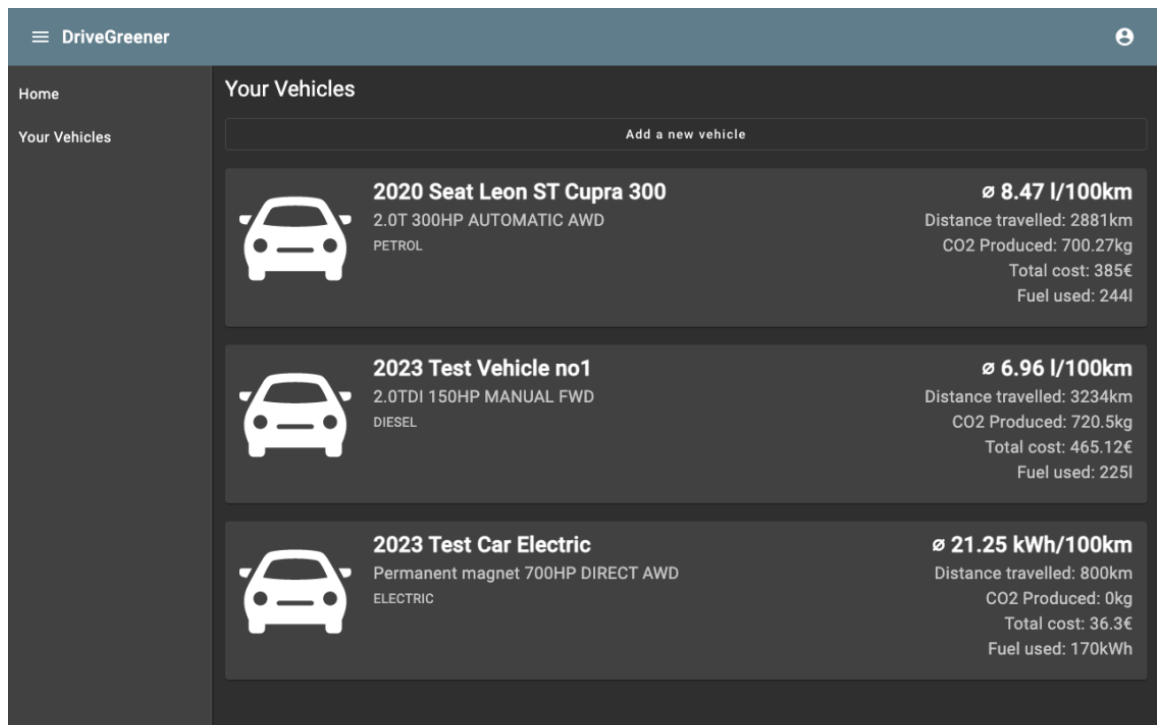 DriveGreener
Home
Your Vehicles
Your Vehicles
Add a new vehicle
2020 Seat Leon ST Cupra 300
2.0T 300HP AUTOMATIC AWD
PETROL
⌀ 8.47 l/100km
Distance travelled: 2881km
CO2 Produced: 700.27kg
Total cost: 385€
Fuel used: 244l
2023 Test Vehicle no1
2.0TDI 150HP MANUAL FWD
DIESEL
⌀ 6.96 l/100km
Distance travelled: 3234km
CO2 Produced: 720.5kg
Total cost: 465.12€
Fuel used: 225l
2023 Test Car Electric
Permanent magnet 700HP DIRECT AWD
ELECTRIC
⌀ 21.25 kWh/100km
Distance travelled: 800km
CO2 Produced: 0kg
Total cost: 36.3€
Fuel used: 170kWh